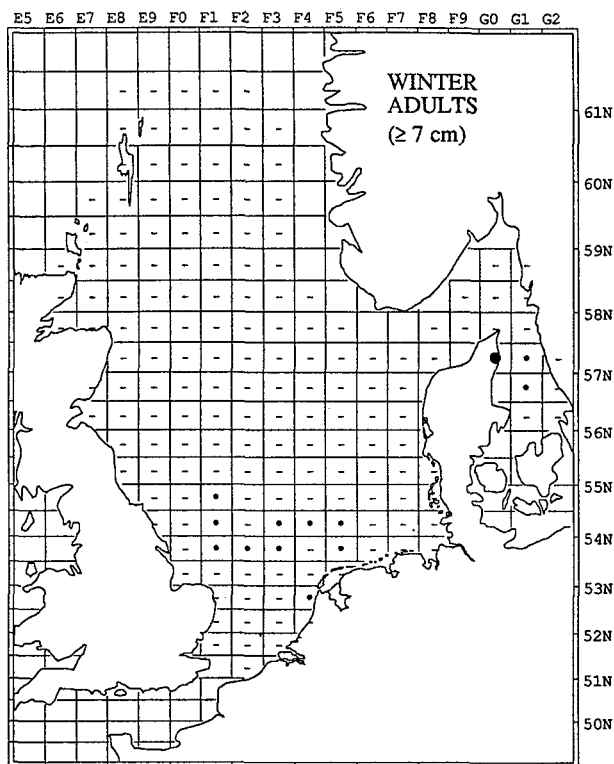 E5 E6 E7 E8 E9 F0 F1 F2 F3 F4 F5 F6 F7 F8 F9 G0 G1 G2
WINTER
ADULTS
(≥ 7 cm)
61N
60N
59N
58N
57N
56N
55N
54N
53N
52N
51N
50N